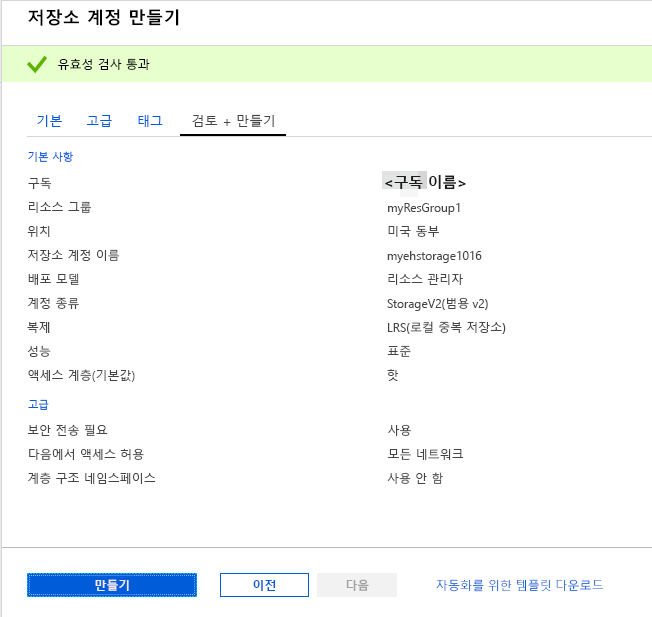 저장소 계정 만들기
유효성 검사 통과
기본 고급 태그 검토 + 만들기
기본 사항
구독 <구독 이름>
리소스 그룹 myResGroup1
위치 미국 동부
저장소 계정 이름 myehstorage1016
배포 모델 리소스 관리자
계정 종류 StorageV2(범용 v2)
복제 LRS(로컬 중복 저장소)
성능 표준
액세스 계층(기본값) 핫
고급
보안 전송 필요 사용
다음에서 액세스 허용 모든 네트워크
계층 구조 네임스페이스 사용 안 함
만들기 이전 다음 자동화를 위한 템플릿 다운로드